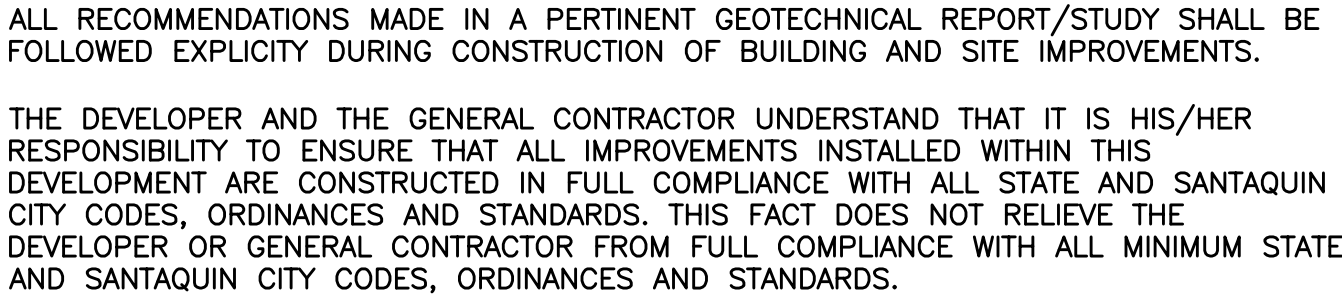 ALL RECOMMENDATIONS MADE IN A PERTINENT GEOTECHNICAL REPORT/STUDY SHALL BE
FOLLOWED EXPLICITY DURING CONSTRUCTION OF BUILDING AND SITE IMPROVEMENTS.

THE DEVELOPER AND THE GENERAL CONTRACTOR UNDERSTAND THAT IT IS HIS/HER
RESPONSIBILITY TO ENSURE THAT ALL IMPROVEMENTS INSTALLED WITHIN THIS
DEVELOPMENT ARE CONSTRUCTED IN FULL COMPLIANCE WITH ALL STATE AND SANTAQUIN
CITY CODES, ORDINANCES AND STANDARDS. THIS FACT DOES NOT RELIEVE THE
DEVELOPER OR GENERAL CONTRACTOR FROM FULL COMPLIANCE WITH ALL MINIMUM STATE
AND SANTAQUIN CITY CODES, ORDINANCES AND STANDARDS.